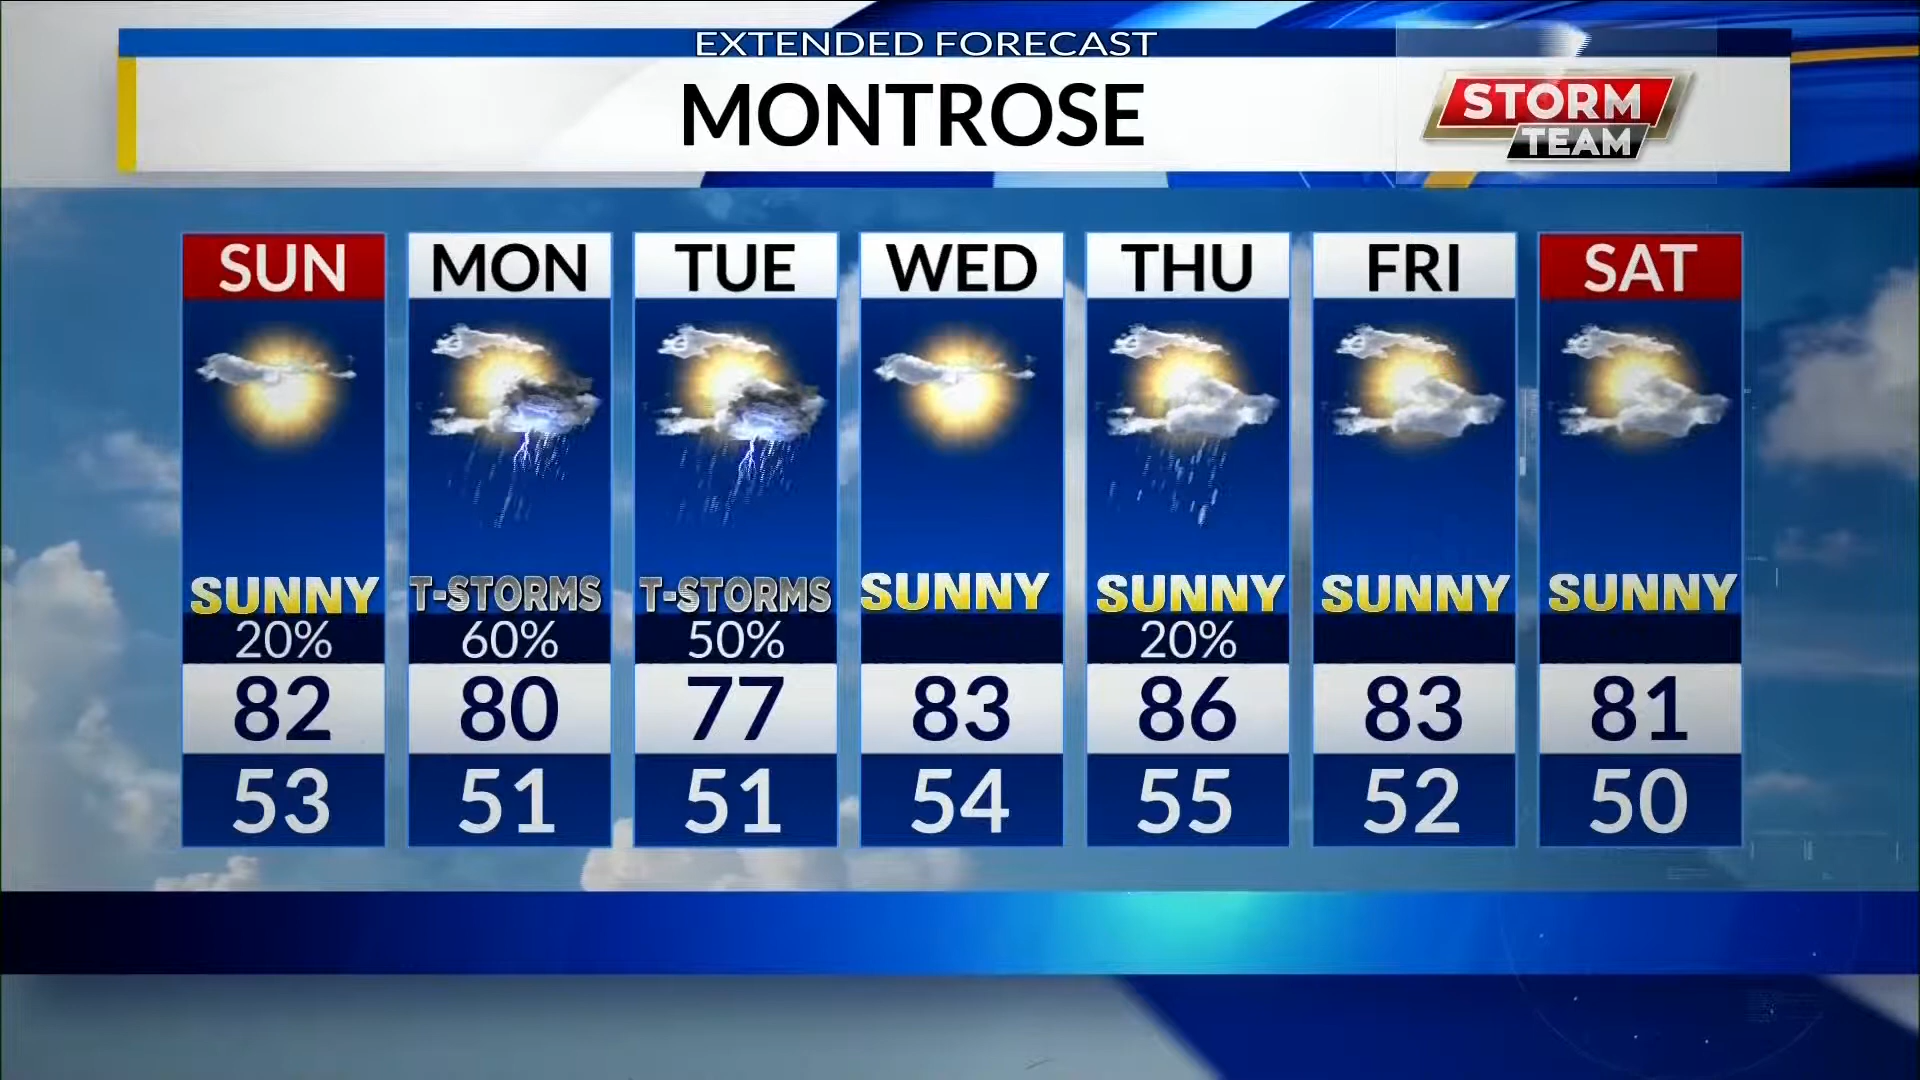 EXTENDED FORECAST
MONTROSE
STORM
TEAM
SUN MON TUE WED THU FRI SAT
SUNNY T-STORMS T-STORMS SUNNY SUNNY SUNNY SUNNY
20% 60% 50% 20%
82 80 77 83 86 83 81
53 51 51 54 55 52 50